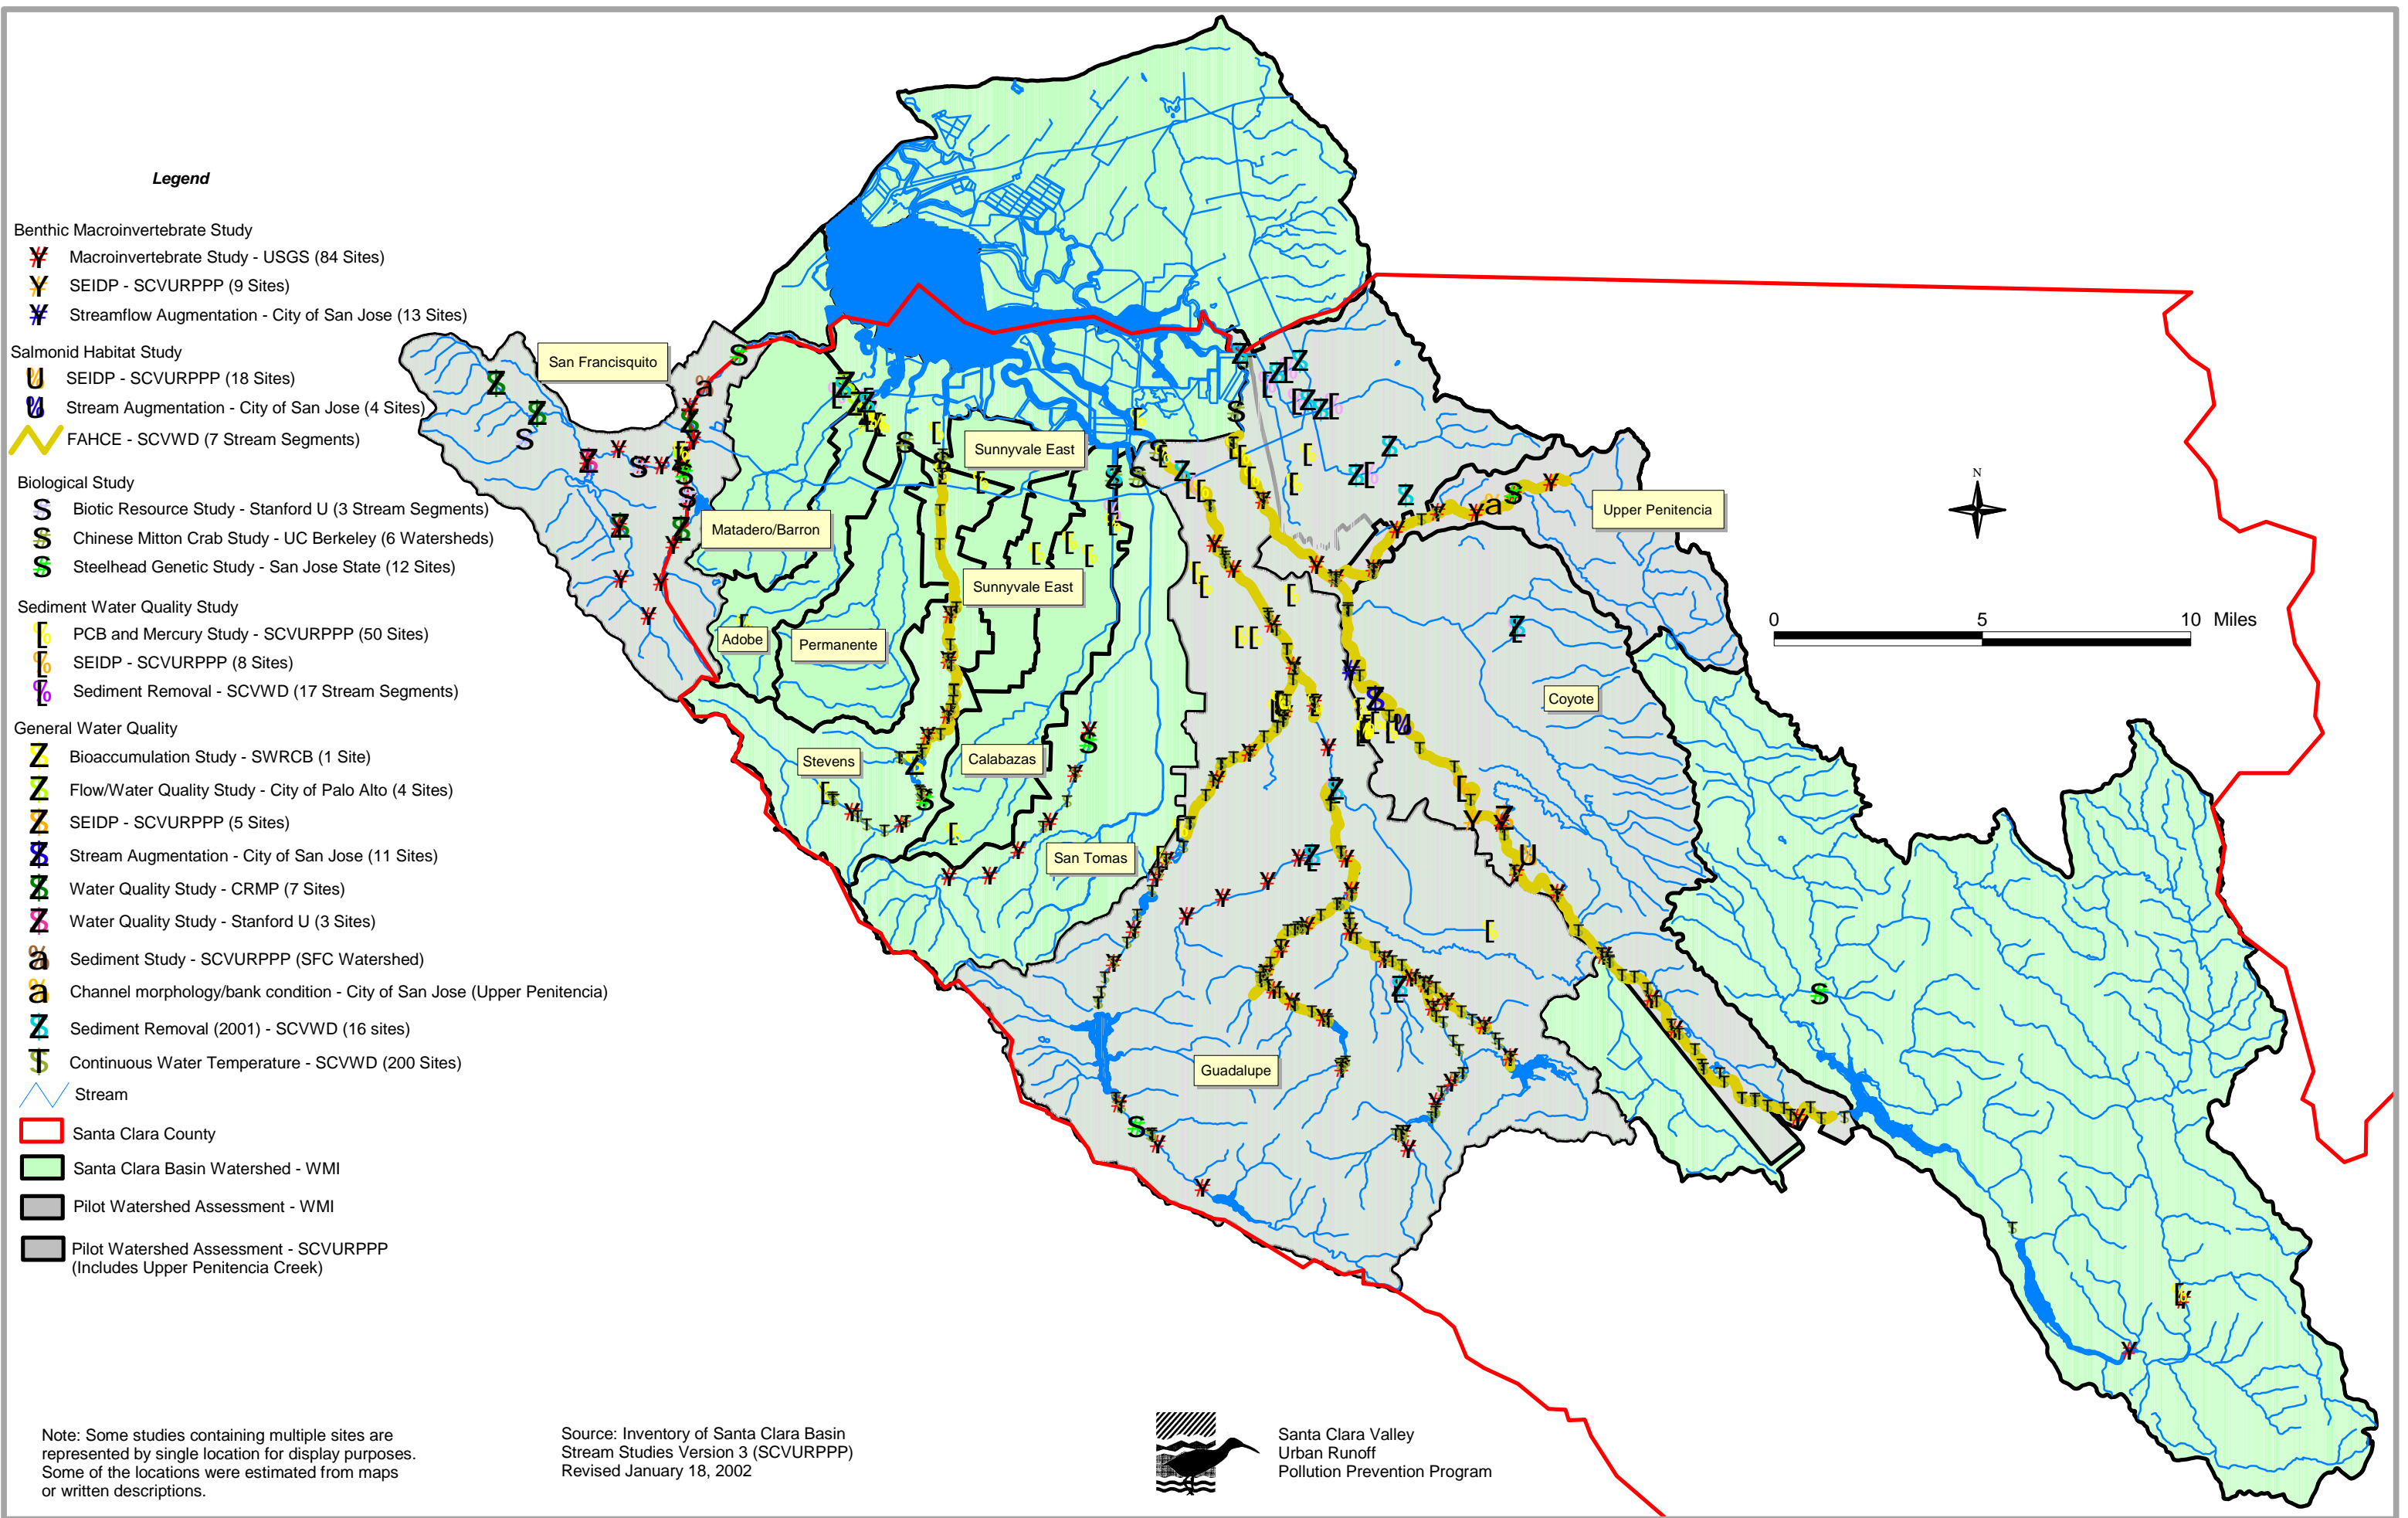 Legend
Benthic Macroinvertebrate Study
Macroinvertebrate Study - USGS (84 Sites)
SEIDP - SCVURPPP (9 Sites)
Streamflow Augmentation - City of San Jose (13 Sites)
Salmonid Habitat Study
SEIDP - SCVURPPP (18 Sites)
Stream Augmentation - City of San Jose (4 Sites)
FAHCE - SCVWD (7 Stream Segments)
Biological Study
Biotic Resource Study - Stanford U (3 Stream Segments)
Chinese Mitton Crab Study - UC Berkeley (6 Watersheds)
Steelhead Genetic Study - San Jose State (12 Sites)
Sediment Water Quality Study
PCB and Mercury Study - SCVURPPP (50 Sites)
SEIDP - SCVURPPP (8 Sites)
Sediment Removal - SCVWD (17 Stream Segments)
General Water Quality
Bioaccumulation Study - SWRCB (1 Site)
Flow/Water Quality Study - City of Palo Alto (4 Sites)
SEIDP - SCVURPPP (5 Sites)
Stream Augmentation - City of San Jose (11 Sites)
Water Quality Study - CRMP (7 Sites)
Water Quality Study - Stanford U (3 Sites)
Sediment Study - SCVURPPP (SFC Watershed)
Channel morphology/bank condition - City of San Jose (Upper Penitencia)
Sediment Removal (2001) - SCVWD (16 sites)
Continuous Water Temperature - SCVWD (200 Sites)
Stream
Santa Clara County
Santa Clara Basin Watershed - WMI
Pilot Watershed Assessment - WMI
Pilot Watershed Assessment - SCVURPPP
(Includes Upper Penitencia Creek)
San Francisquito
Sunnyvale East
Matadero/Barron
Upper Penitencia
Sunnyvale East
Adobe
Permanente
Coyote
Stevens
Calabazas
San Tomas
Guadalupe
N
0 5 10 Miles
Note: Some studies containing multiple sites are
represented by single location for display purposes.
Some of the locations were estimated from maps
or written descriptions.
Source: Inventory of Santa Clara Basin
Stream Studies Version 3 (SCVURPPP)
Revised January 18, 2002
Santa Clara Valley
Urban Runoff
Pollution Prevention Program